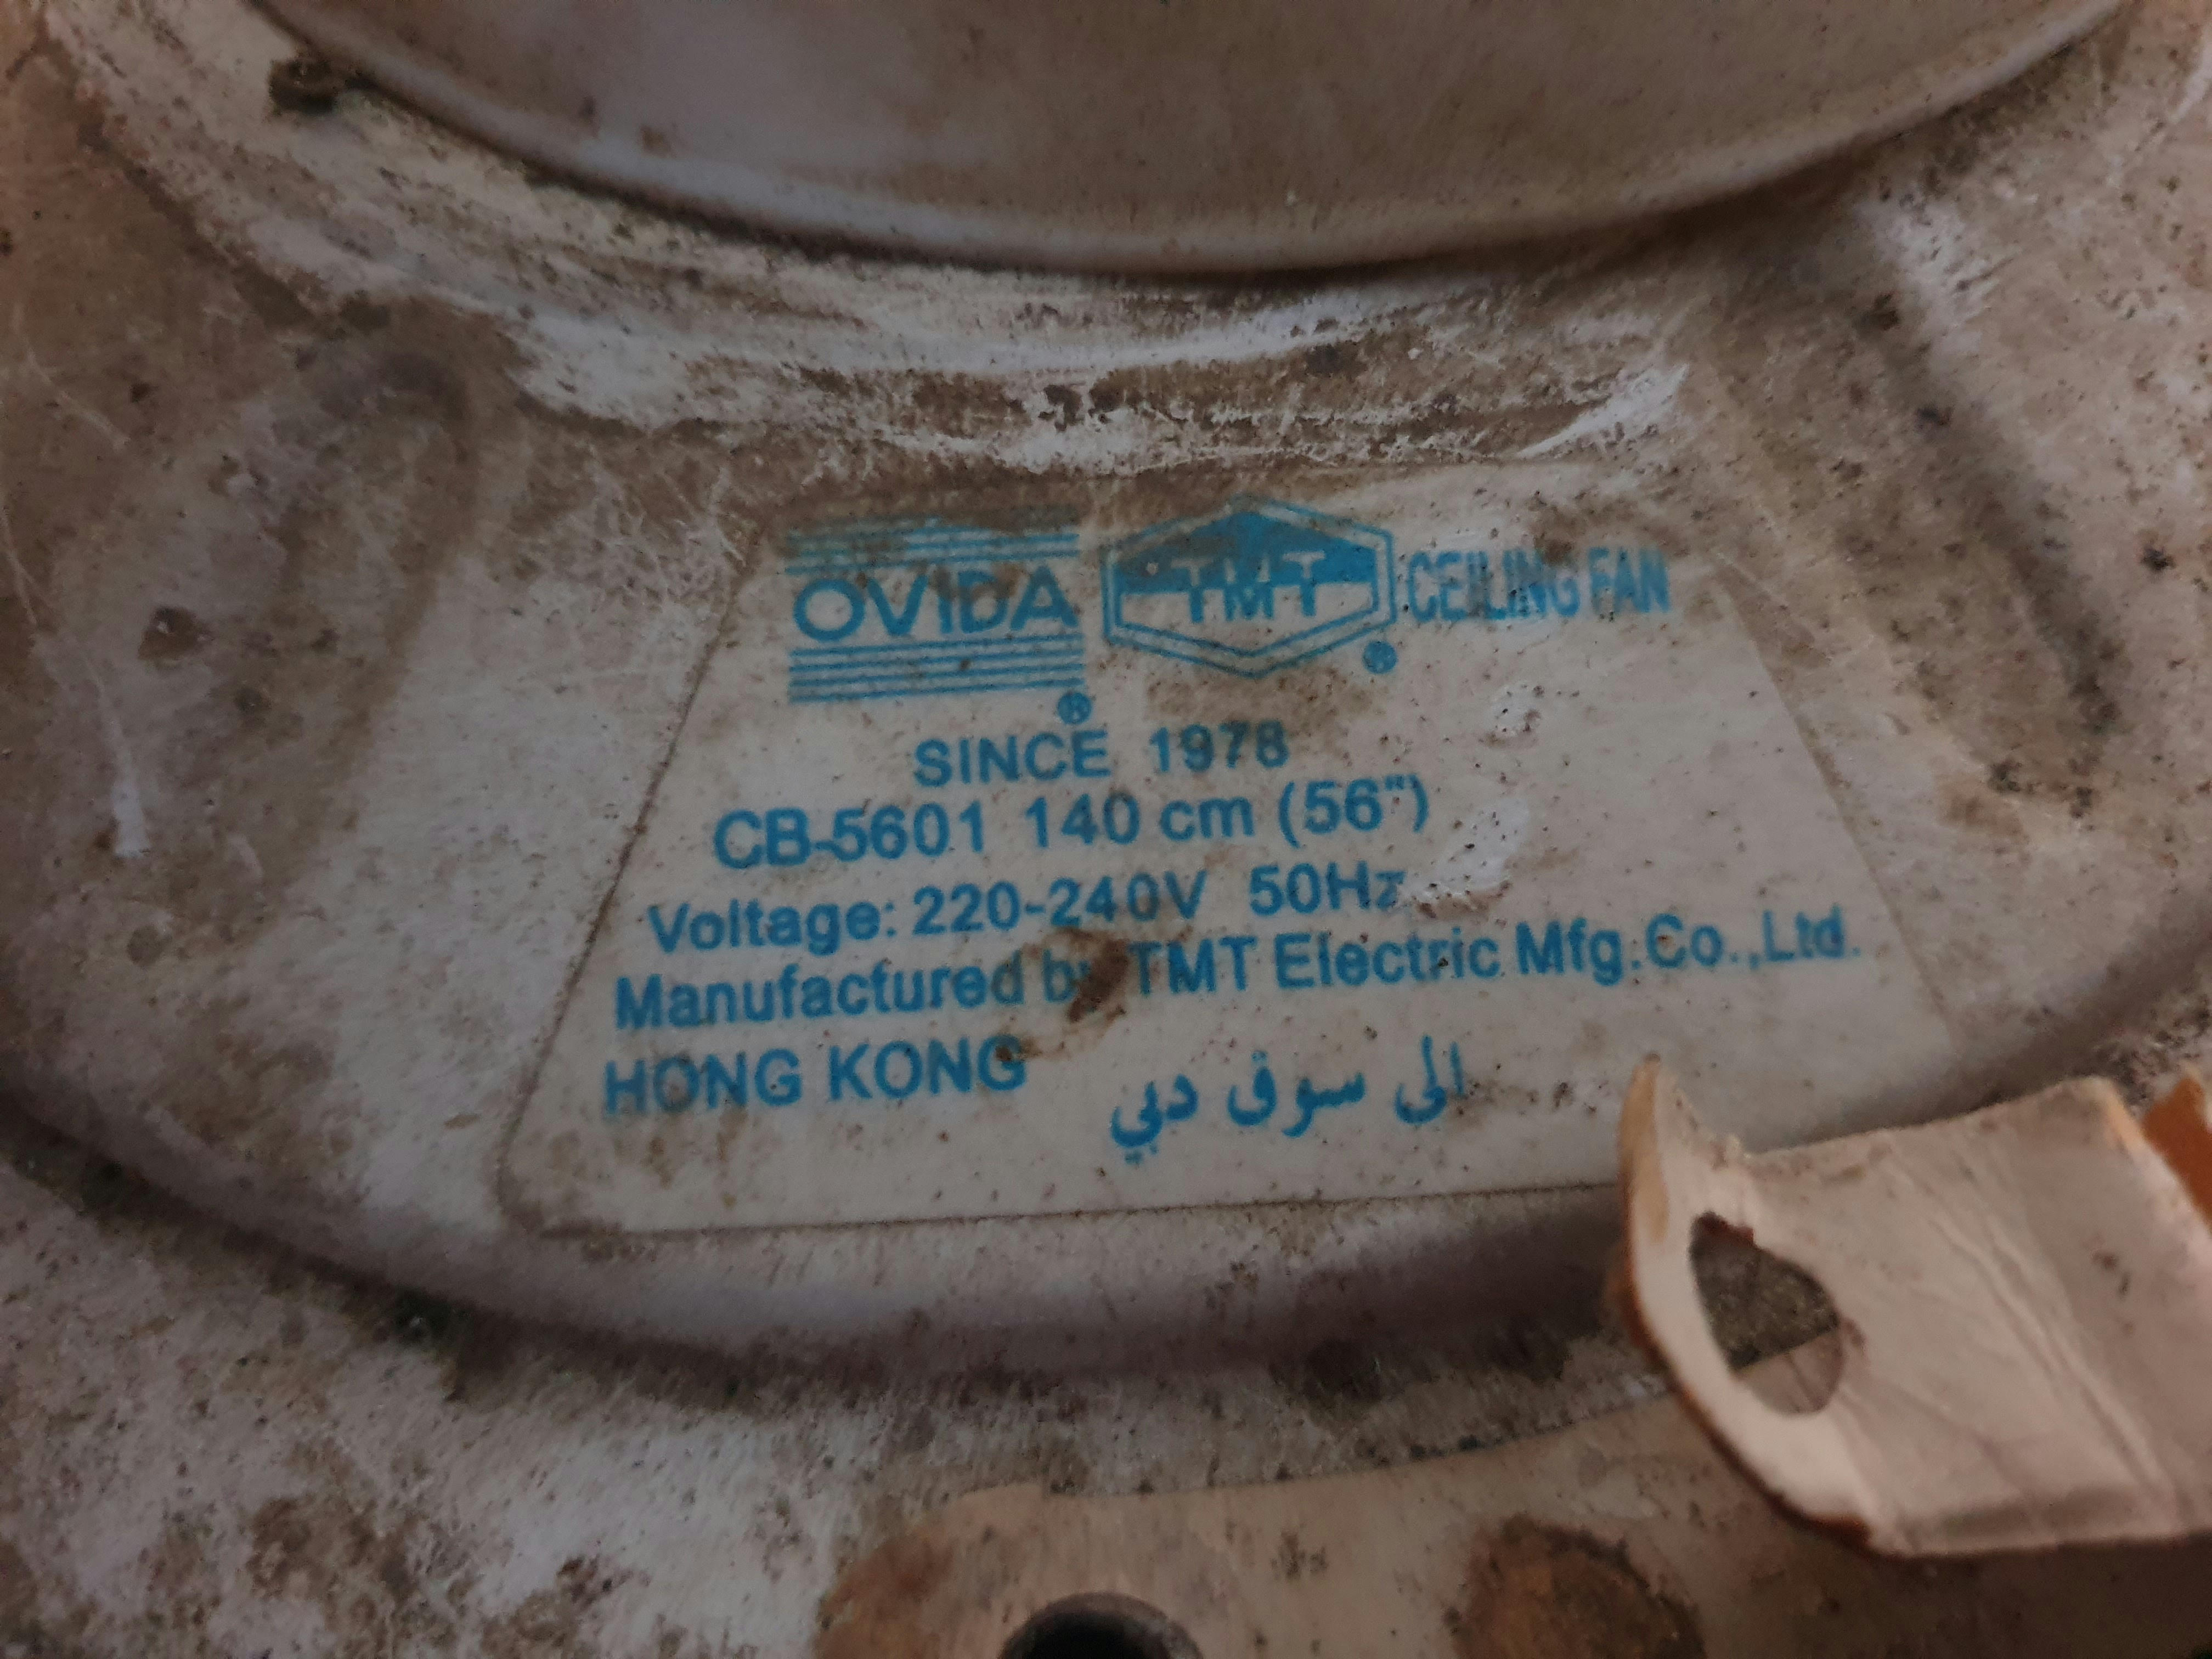 OVIDA ® TMT ® CEILING FAN
SINCE 1978
CB-5601 140 cm (56")
Voltage: 220-240V 50Hz
Manufactured by TMT Electric Mfg.Co.,Ltd.
HONG KONG الى سوق دبي